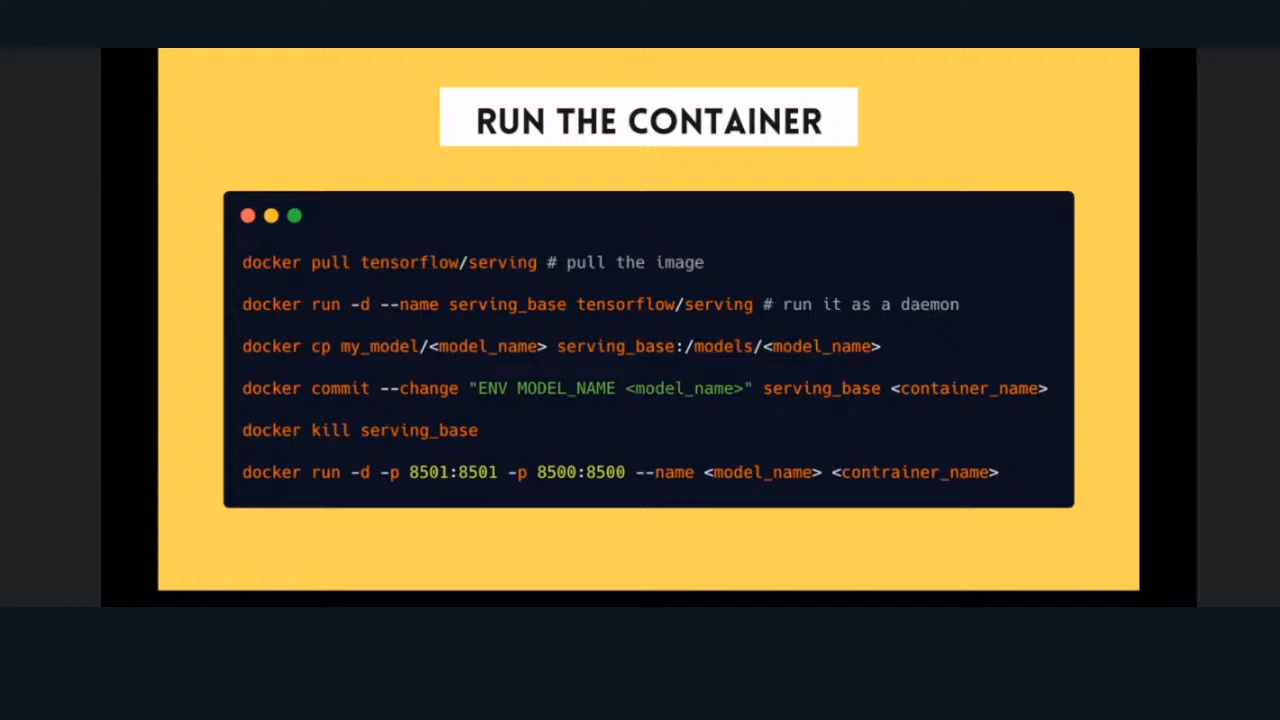 RUN THE CONTAINER
docker pull tensorflow/serving # pull the image
docker run -d --name serving_base tensorflow/serving # run it as a daemon
docker cp my_model/<model_name> serving_base:/models/<model_name>
docker commit --change "ENV MODEL_NAME <model_name>" serving_base <container_name>
docker kill serving_base
docker run -d -p 8501:8501 -p 8500:8500 --name <model_name> <contrainer_name>